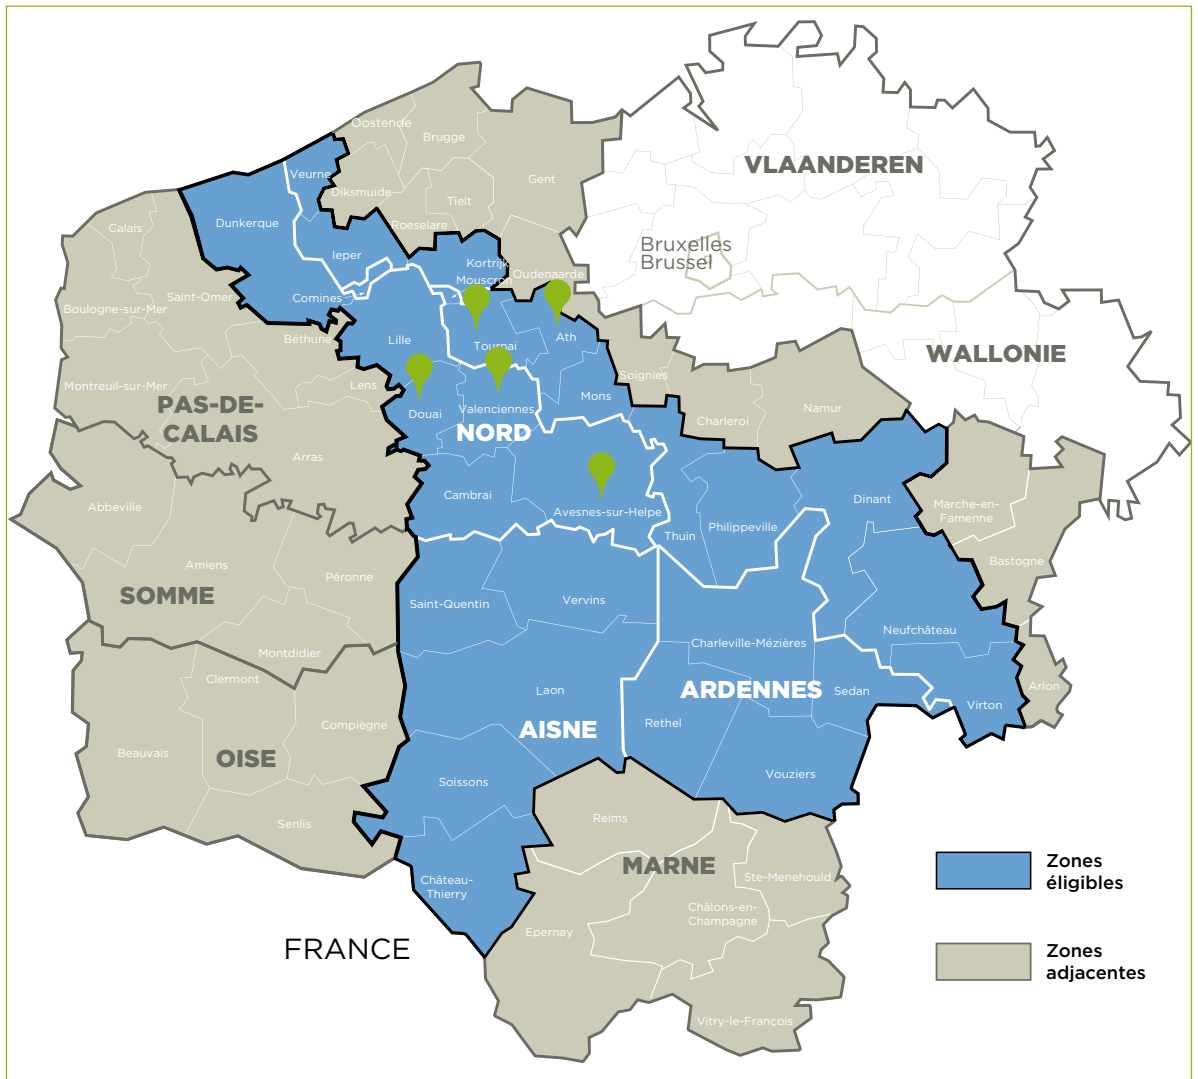 Oostende
Brugge
Veurne
Diksmuide
Gent
Tielt
VLAANDEREN
Calais
Dunkerque
Roeselare
Ieper
Bruxelles
Brussel
Kortrijk
Mouscron
Oudenaarde
Saint-Omer
Comines
Boulogne-sur-Mer
Béthune
Lille
Tournai
Ath
WALLONIE
Montreuil-sur-Mer
Lens
Soignies
Mons
PAS-DE-
CALAIS
Douai
Valenciennes
NORD
Charleroi
Namur
Arras
Abbeville
Cambrai
Avesnes-sur-Helpe
Thuin
Philippeville
Dinant
Marche-en-
Famenne
Bastogne
Amiens
Péronne
SOMME
Saint-Quentin
Vervins
Neufchâteau
Montdidier
Charleville-Mézières
Clermont
Laon
ARDENNES
Sedan
Arlon
Virton
Compiègne
Rethel
AISNE
Beauvais
OISE
Soissons
Vouziers
Senlis
Reims
MARNE
Château-
Thierry
Ste-Menehould
Châlons-en-
Champagne
Epernay
FRANCE
Vitry-le-François
Zones
éligibles
Zones
adjacentes